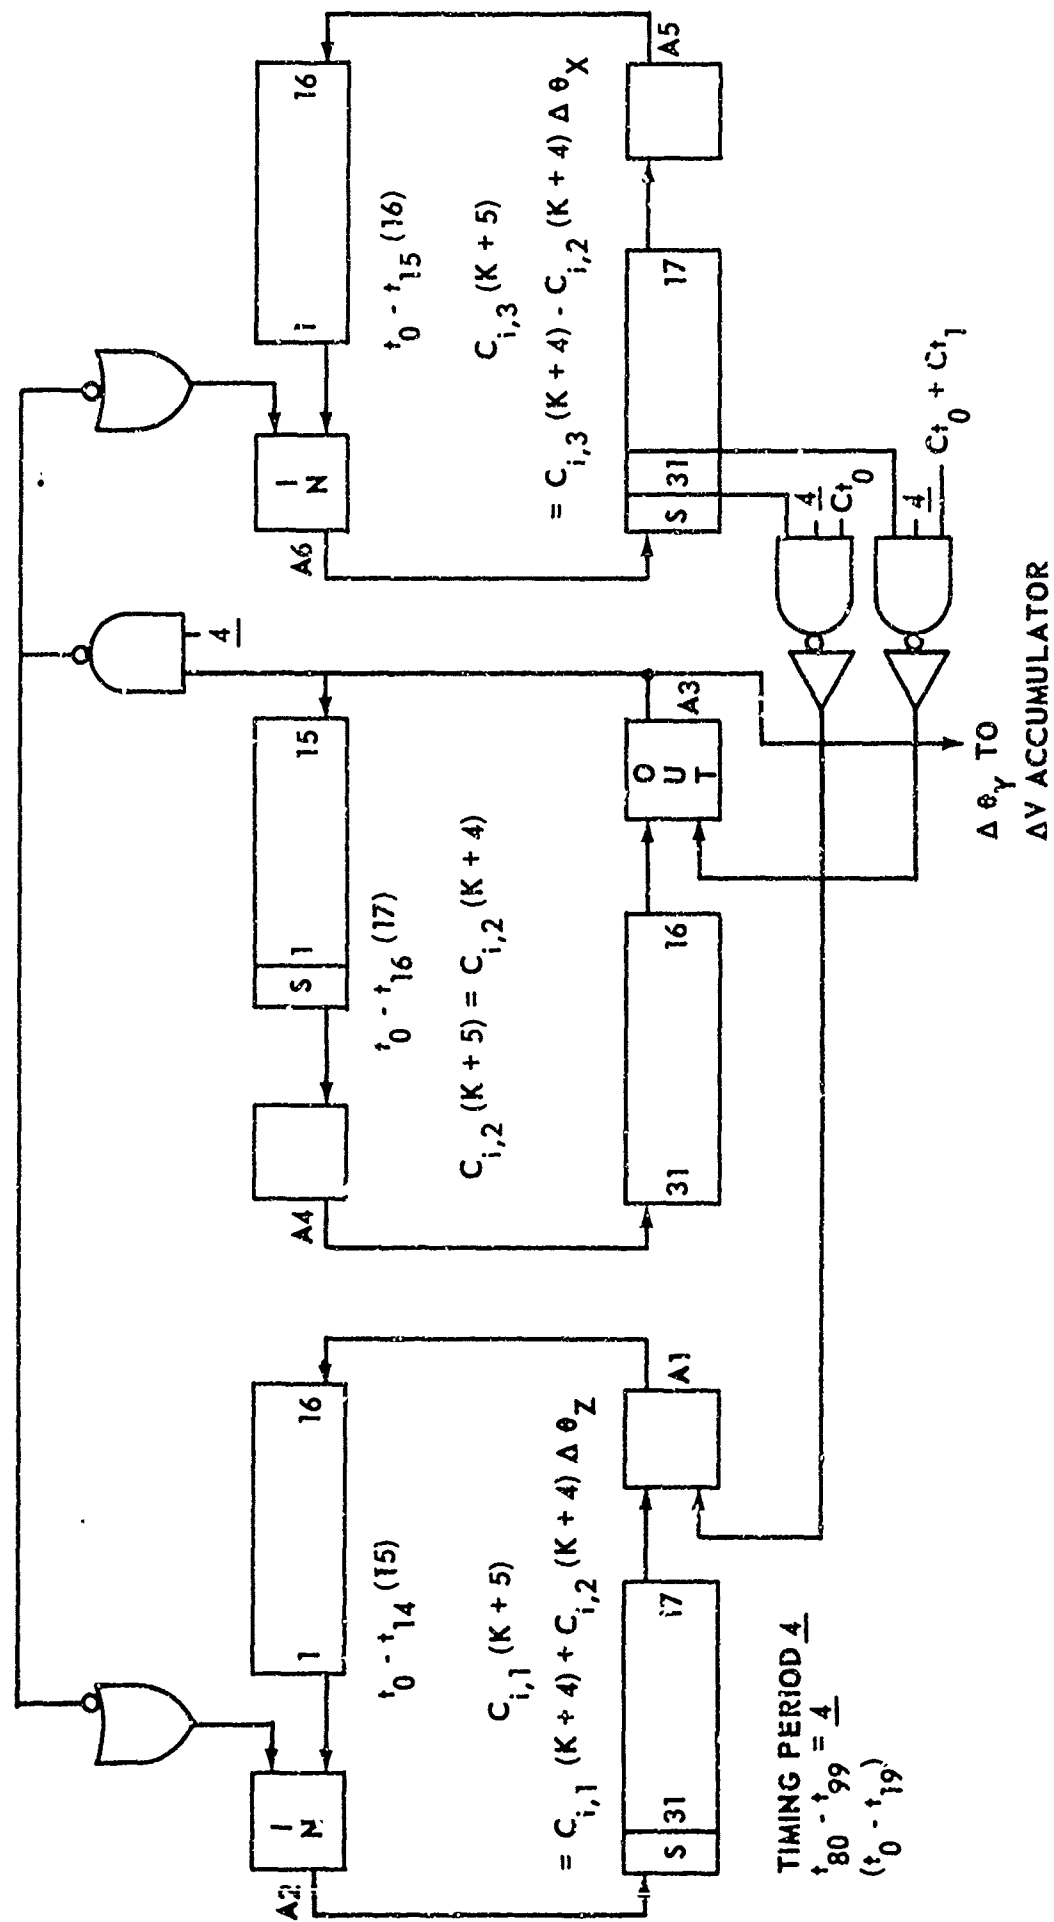 4
A2
I
N
1
16
t0 - t14 (15)
Ci,1 (K + 5)
= Ci,1 (K + 4) + Ci,2 (K + 4) Δ θZ
S
31
17
A1
A4
S
1
15
t0 - t16 (17)
Ci,2 (K + 5) = Ci,2 (K + 4)
31
16
O
U
T
A3
A6
I
N
1
16
t0 - t15 (16)
Ci,3 (K + 5)
= Ci,3 (K + 4) - Ci,2 (K + 4) Δ θX
S
31
17
A5
4
Ct0
4
Ct0 + Ct1
TIMING PERIOD 4
t80 - t99 = 4
(t0 - t19)
Δ θY TO
ΔV ACCUMULATOR